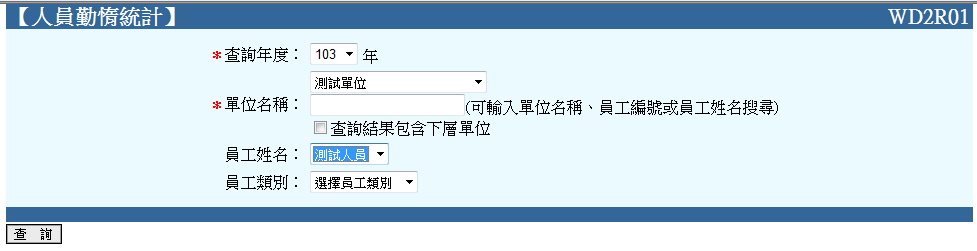 【人員勤惰統計】 WD2R01
*查詢年度： 103 年
測試單位
*單位名稱： (可輸入單位名稱、員工編號或員工姓名搜尋)
查詢結果包含下層單位
員工姓名： 測試人員
員工類別： 選擇員工類別
查 詢